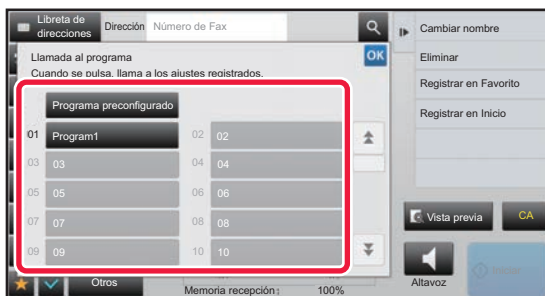 Libreta de direcciones
Dirección
Número de Fax
Cambiar nombre
Llamada al programa
OK
Eliminar
Cuando se pulsa, llama a los ajustes registrados.
Registrar en Favorito
Programa preconfigurado
Registrar en Inicio
01 Program1
02 02
03 03
04 04
05 05
06 06
07 07
08 08
Vista previa
CA
09 09
10 10
Otros
Memoria recepción: 100%
Altavoz